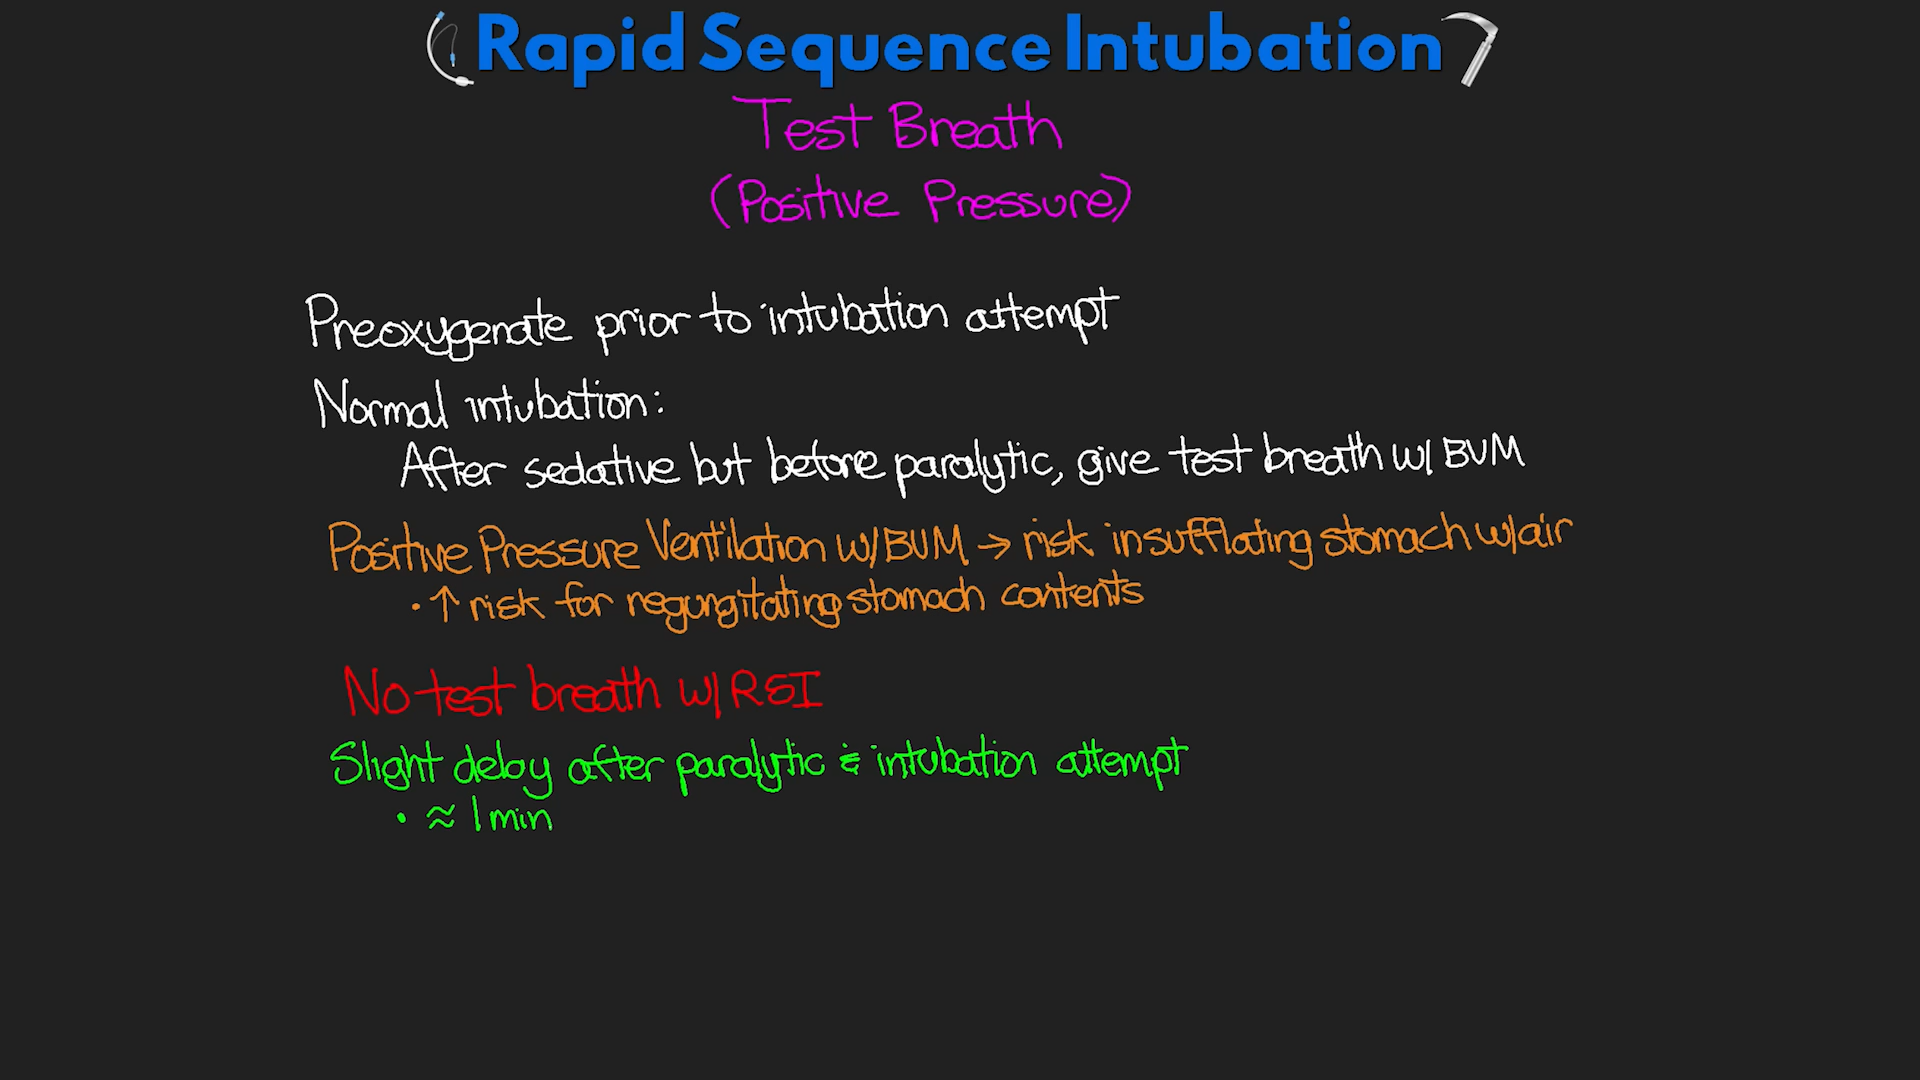 Rapid Sequence Intubation
Test Breath
(Positive Pressure)
Preoxygenate prior to intubation attempt
Normal intubation:
After sedative but before paralytic, give test breath w/ BVM
Positive Pressure Ventilation w/BVM → risk insufflating stomach w/air
• ↑ risk for regurgitating stomach contents
No test breath w/ RSI
Slight delay after paralytic & intubation attempt
• ≈ 1 min